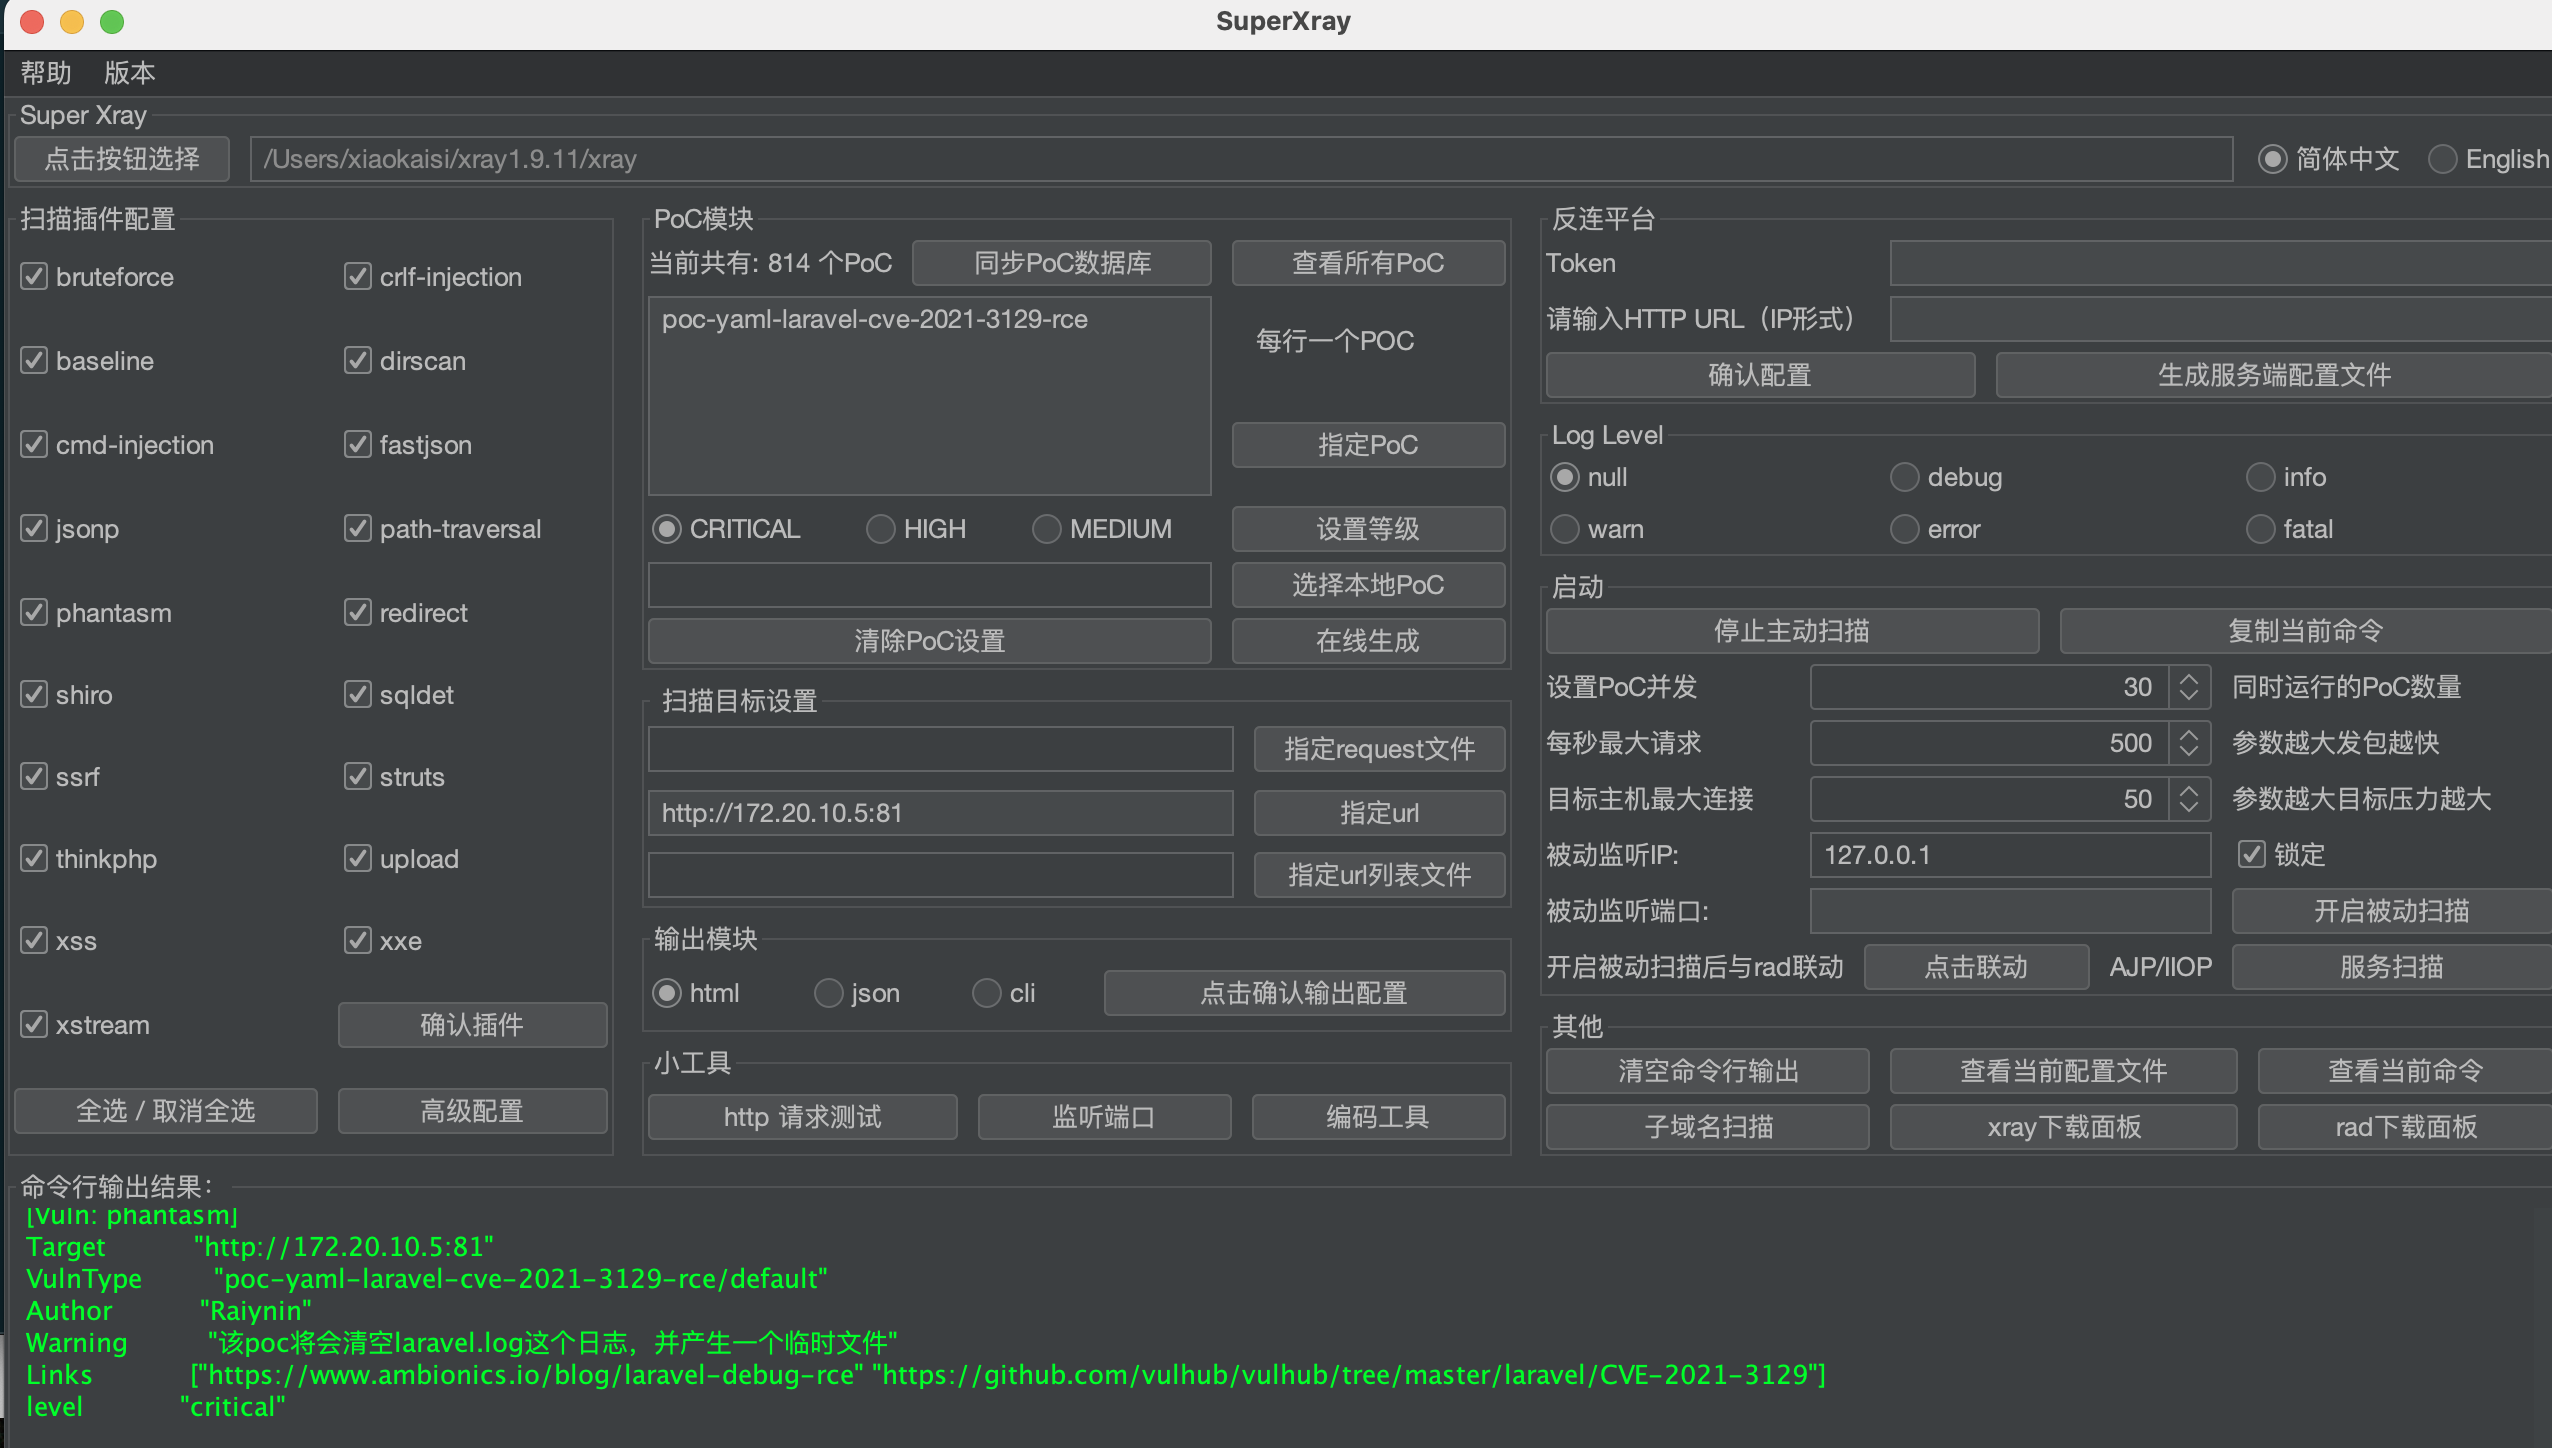 SuperXray
帮助 版本
Super Xray
点击按钮选择 /Users/xiaokaisi/xray1.9.11/xray 简体中文 English
扫描插件配置
bruteforce crlf-injection
baseline dirscan
cmd-injection fastjson
jsonp path-traversal
phantasm redirect
shiro sqldet
ssrf struts
thinkphp upload
xss xxe
xstream 确认插件
全选 / 取消全选 高级配置
PoC模块
当前共有: 814 个PoC 同步PoC数据库 查看所有PoC
poc-yaml-laravel-cve-2021-3129-rce
每行一个POC
指定PoC
CRITICAL HIGH MEDIUM 设置等级
选择本地PoC
清除PoC设置 在线生成
扫描目标设置
指定request文件
http://172.20.10.5:81 指定url
指定url列表文件
输出模块
html json cli 点击确认输出配置
小工具
http 请求测试 监听端口 编码工具
反连平台
Token
请输入HTTP URL（IP形式）
确认配置 生成服务端配置文件
Log Level
null debug info
warn error fatal
启动
停止主动扫描 复制当前命令
设置PoC并发 30 同时运行的PoC数量
每秒最大请求 500 参数越大发包越快
目标主机最大连接 50 参数越大目标压力越大
被动监听IP: 127.0.0.1 锁定
被动监听端口: 开启被动扫描
开启被动扫描后与rad联动 点击联动 AJP/IIOP 服务扫描
其他
清空命令行输出 查看当前配置文件 查看当前命令
子域名扫描 xray下载面板 rad下载面板
命令行输出结果：
[Vuln: phantasm]
Target "http://172.20.10.5:81"
VulnType "poc-yaml-laravel-cve-2021-3129-rce/default"
Author "Raiynin"
Warning "该poc将会清空laravel.log这个日志，并产生一个临时文件"
Links ["https://www.ambionics.io/blog/laravel-debug-rce" "https://github.com/vulhub/vulhub/tree/master/laravel/CVE-2021-3129"]
level "critical"